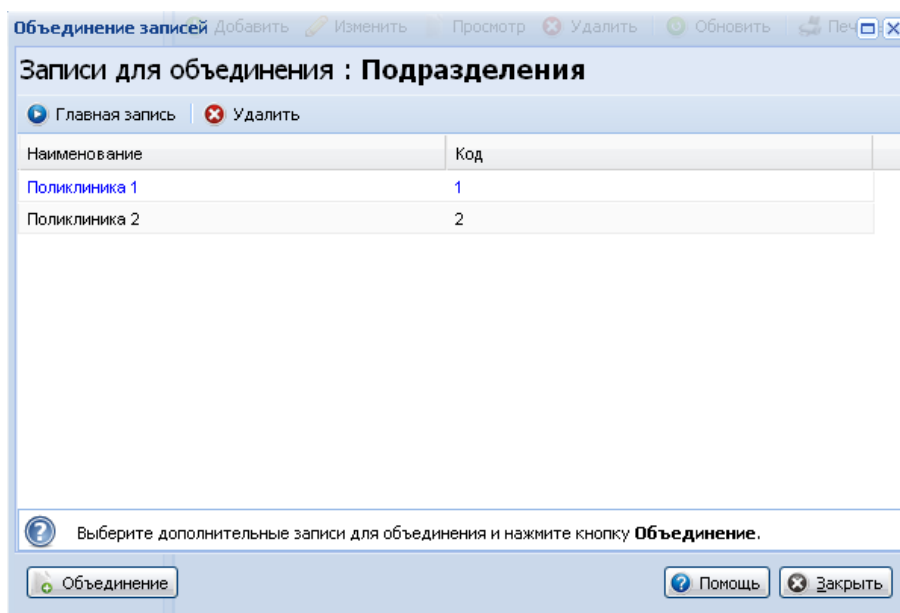 Объединение записей Добавить Изменить Просмотр Удалить Обновить Печ
Записи для объединения : Подразделения
Главная запись Удалить
Наименование Код
Поликлиника 1 1
Поликлиника 2 2
Выберите дополнительные записи для объединения и нажмите кнопку Объединение.
Объединение Помощь Закрыть